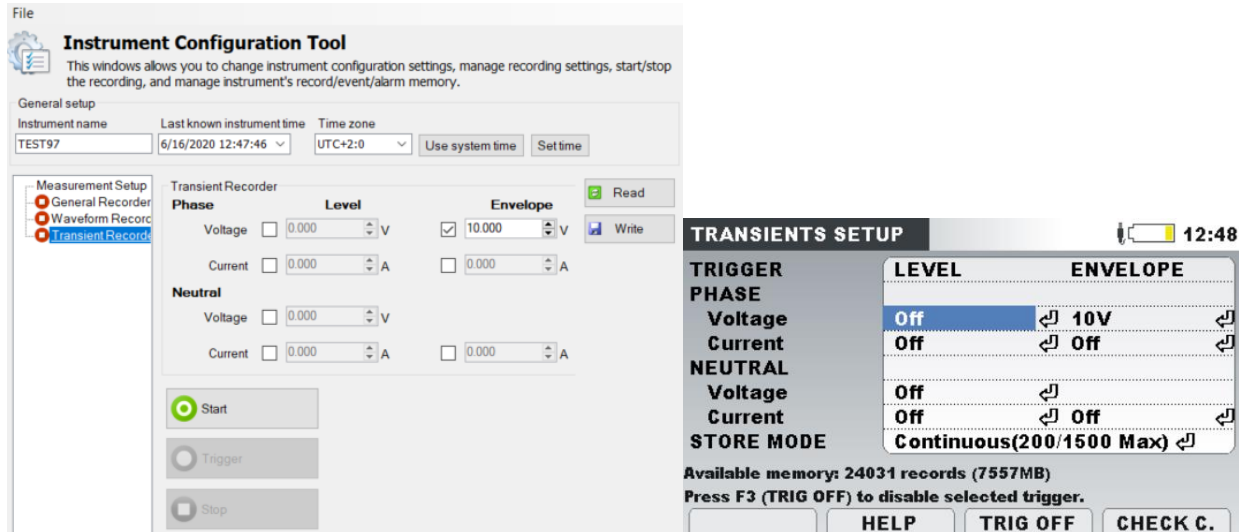 File
Instrument Configuration Tool
This windows allows you to change instrument configuration settings, manage recording settings, start/stop
the recording, and manage instrument's record/event/alarm memory.
General setup
Instrument name Last known instrument time Time zone
TEST97 6/16/2020 12:47:46 UTC+2:0 Use system time Set time
Measurement Setup
General Recorder
Waveform Record
Transient Recorde
Transient Recorder
Phase Level Envelope
Voltage 0.000 V 10.000 V
Current 0.000 A 0.000 A
Neutral
Voltage 0.000 V
Current 0.000 A 0.000 A
Read
Write
Start
Trigger
Stop
TRANSIENTS SETUP 12:48
TRIGGER LEVEL ENVELOPE
PHASE
Voltage Off 10V
Current Off Off
NEUTRAL
Voltage Off
Current Off Off
STORE MODE Continuous(200/1500 Max)
Available memory: 24031 records (7557MB)
Press F3 (TRIG OFF) to disable selected trigger.
HELP TRIG OFF CHECK C.